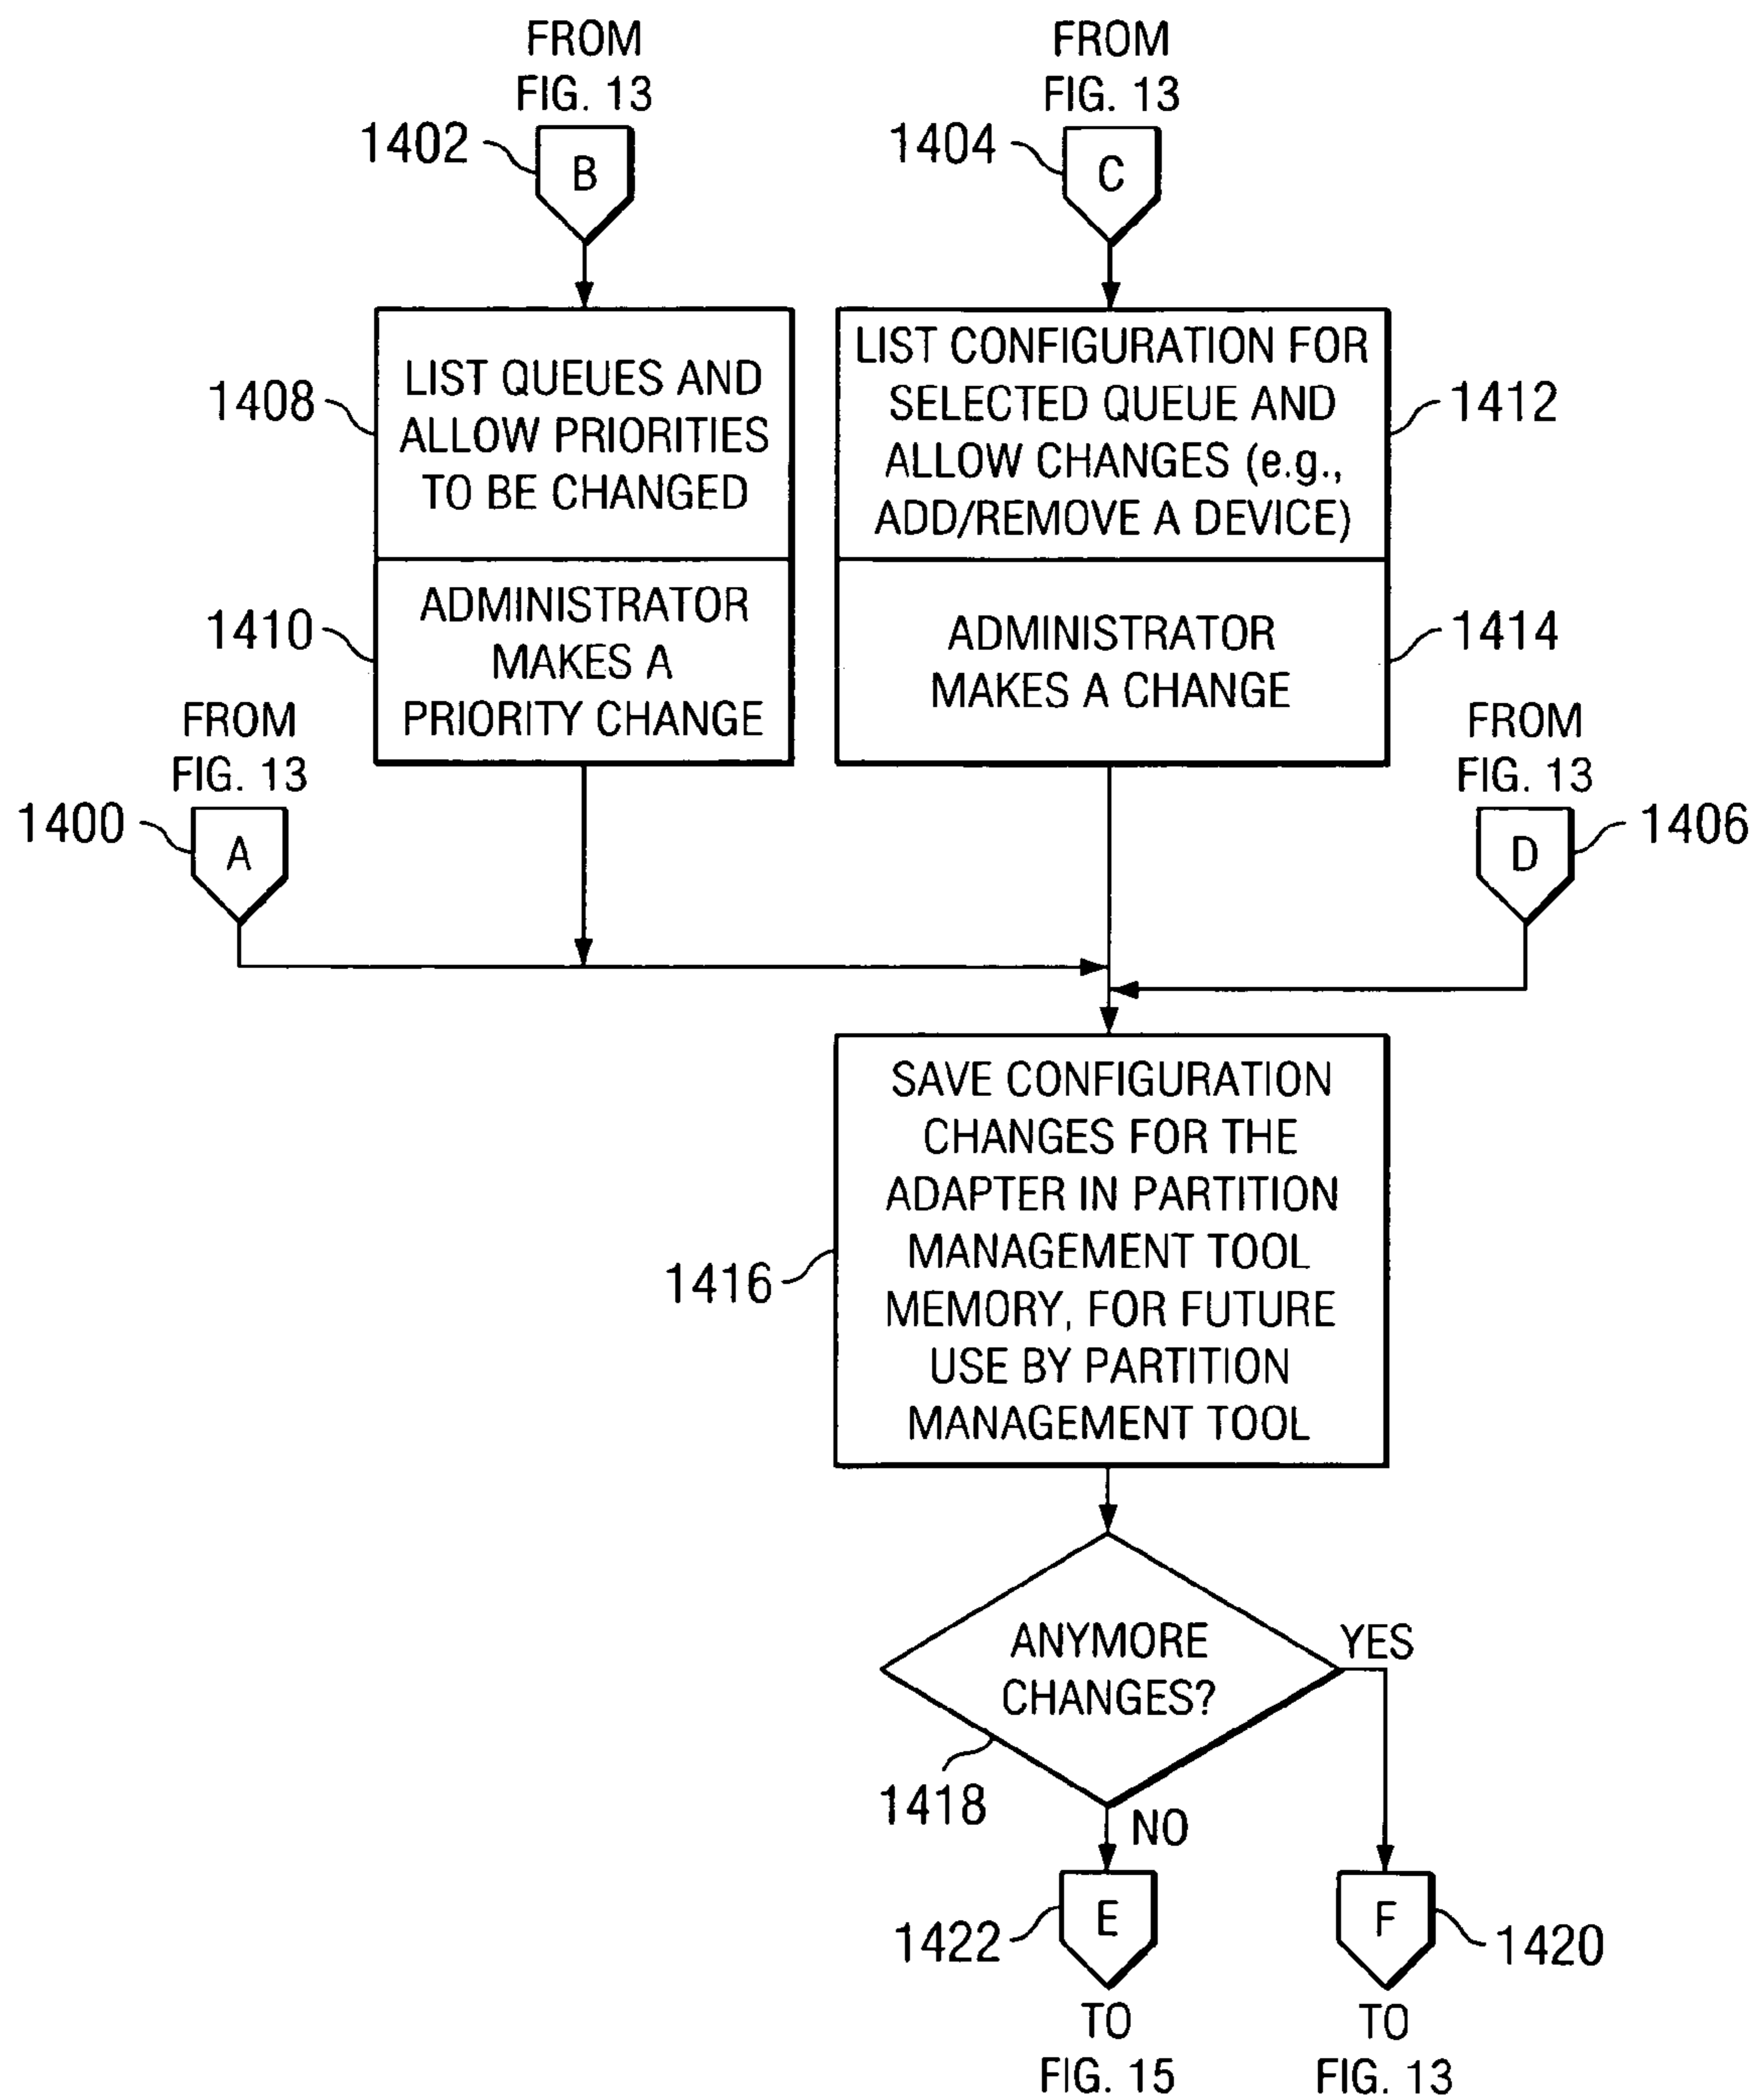 FROM
FIG. 13
1402
B
FROM
FIG. 13
1404
C
1408
LIST QUEUES AND
ALLOW PRIORITIES
TO BE CHANGED
LIST CONFIGURATION FOR
SELECTED QUEUE AND
ALLOW CHANGES (e.g.,
ADD/REMOVE A DEVICE)
1412
1410
ADMINISTRATOR
MAKES A
PRIORITY CHANGE
ADMINISTRATOR
MAKES A CHANGE
1414
FROM
FIG. 13
1400
A
FROM
FIG. 13
D
1406
SAVE CONFIGURATION
CHANGES FOR THE
ADAPTER IN PARTITION
MANAGEMENT TOOL
MEMORY, FOR FUTURE
USE BY PARTITION
MANAGEMENT TOOL
1416
ANYMORE
CHANGES?
YES
1418
NO
1422
E
F
1420
TO
FIG. 15
TO
FIG. 13